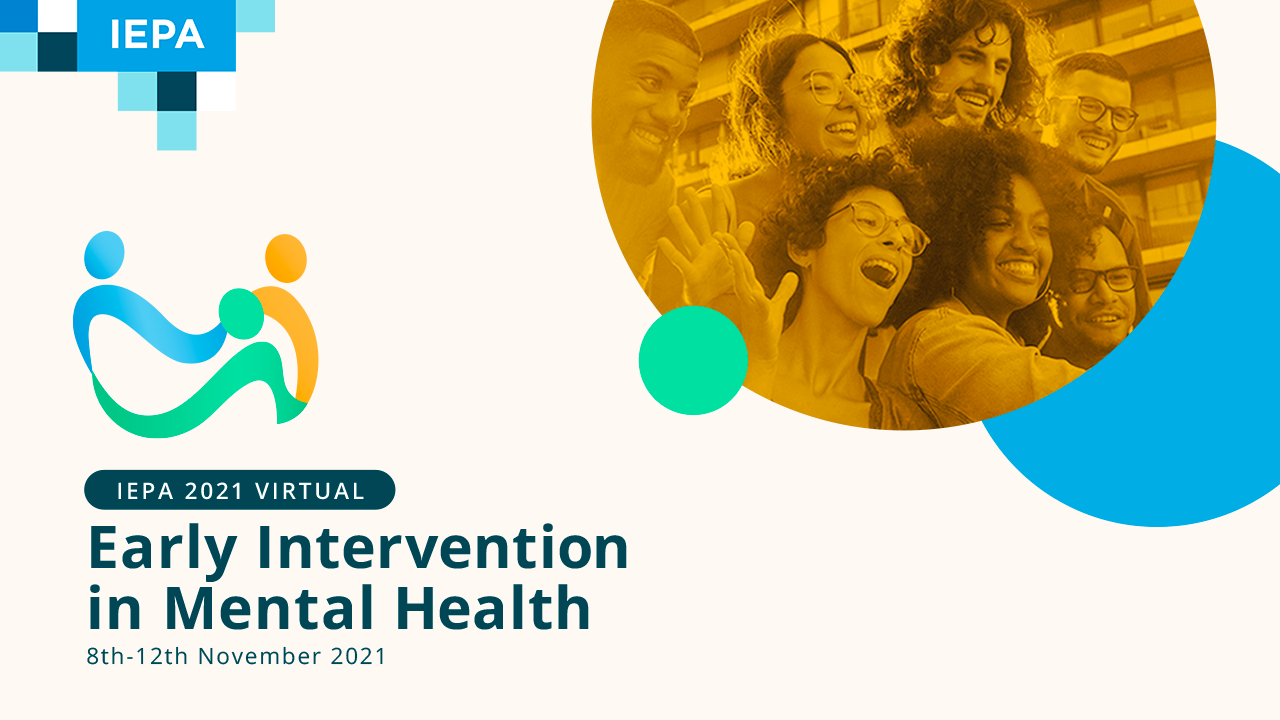 IEPA
IEPA 2021 VIRTUAL
Early Intervention
in Mental Health
8th-12th November 2021